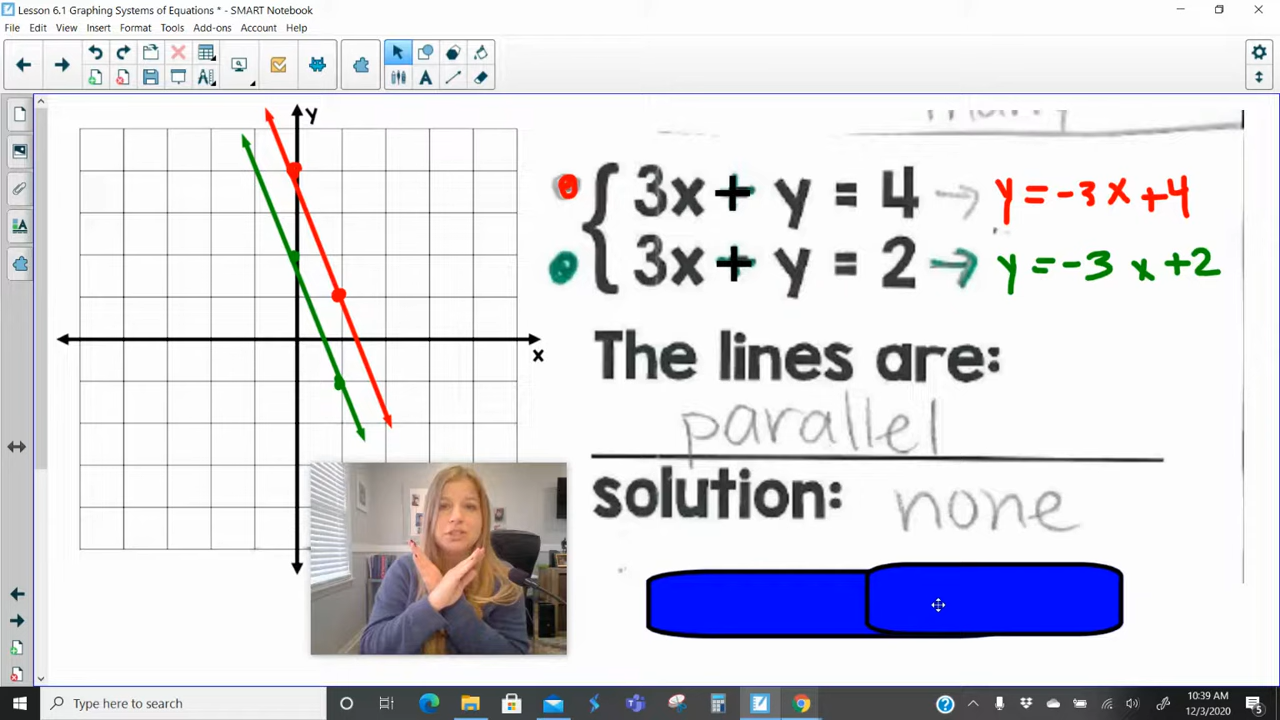 Lesson 6.1 Graphing Systems of Equations * - SMART Notebook
File Edit View Insert Format Tools Add-ons Account Help
y
x
3x + y = 4 → y = -3x +4
3x + y = 2 → y = -3x +2
The lines are:
parallel
solution: none
Type here to search
10:39 AM
12/3/2020
5